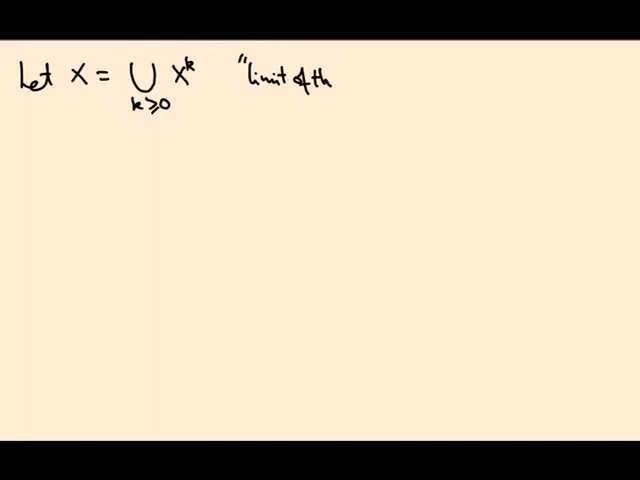 Let X = ∪ X^k "limit of th
k≥0